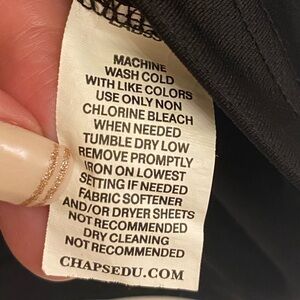 MACHINE
WASH COLD
WITH LIKE COLORS
USE ONLY NON
CHLORINE BLEACH
WHEN NEEDED
TUMBLE DRY LOW
REMOVE PROMPTLY
IRON ON LOWEST
SETTING IF NEEDED
FABRIC SOFTENER
AND/OR DRYER SHEETS
NOT RECOMMENDED
DRY CLEANING
NOT RECOMMENDED
CHAPSEDU.COM